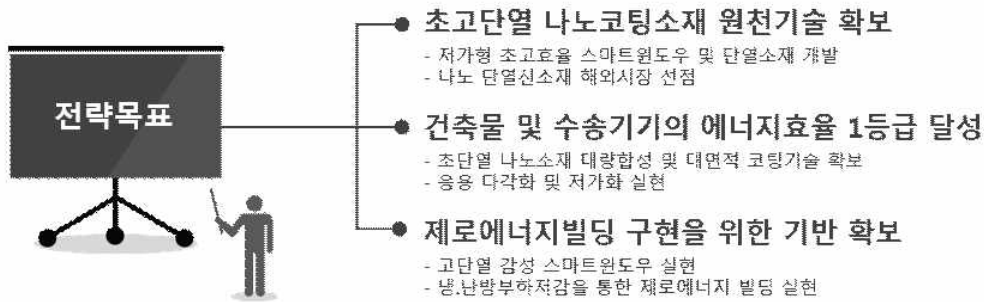 전략목표
초고단열 나노코팅소재 원천기술 확보
- 저가형 초고효율 스마트윈도우 및 단열소재 개발
- 나노 단열신소재 해외시장 선점
건축물 및 수송기기의 에너지효율 1등급 달성
- 초단열 나노소재 대량합성 및 대면적 코팅기술 확보
- 응용 다각화 및 저가화 실현
제로에너지빌딩 구현을 위한 기반 확보
- 고단열 감성 스마트윈도우 실현
- 냉.난방부하저감을 통한 제로에너지 빌딩 실현